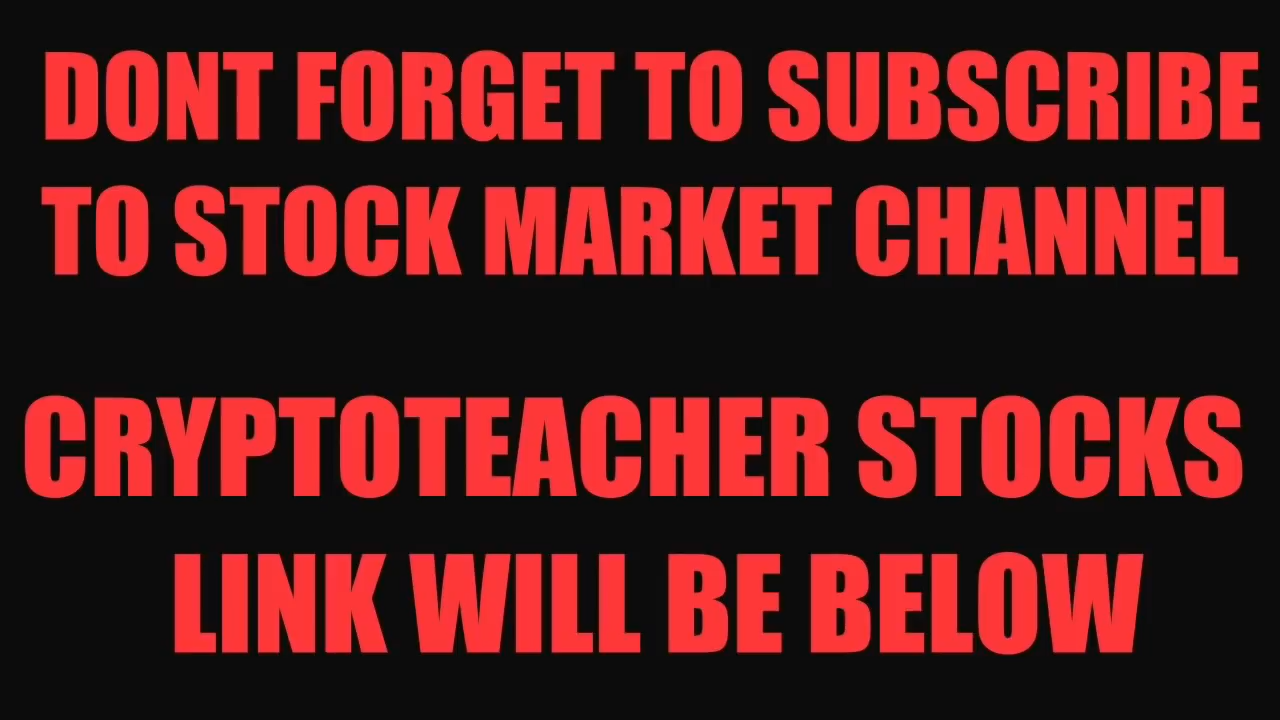 DONT FORGET TO SUBSCRIBE
TO STOCK MARKET CHANNEL
CRYPTOTEACHER STOCKS
LINK WILL BE BELOW